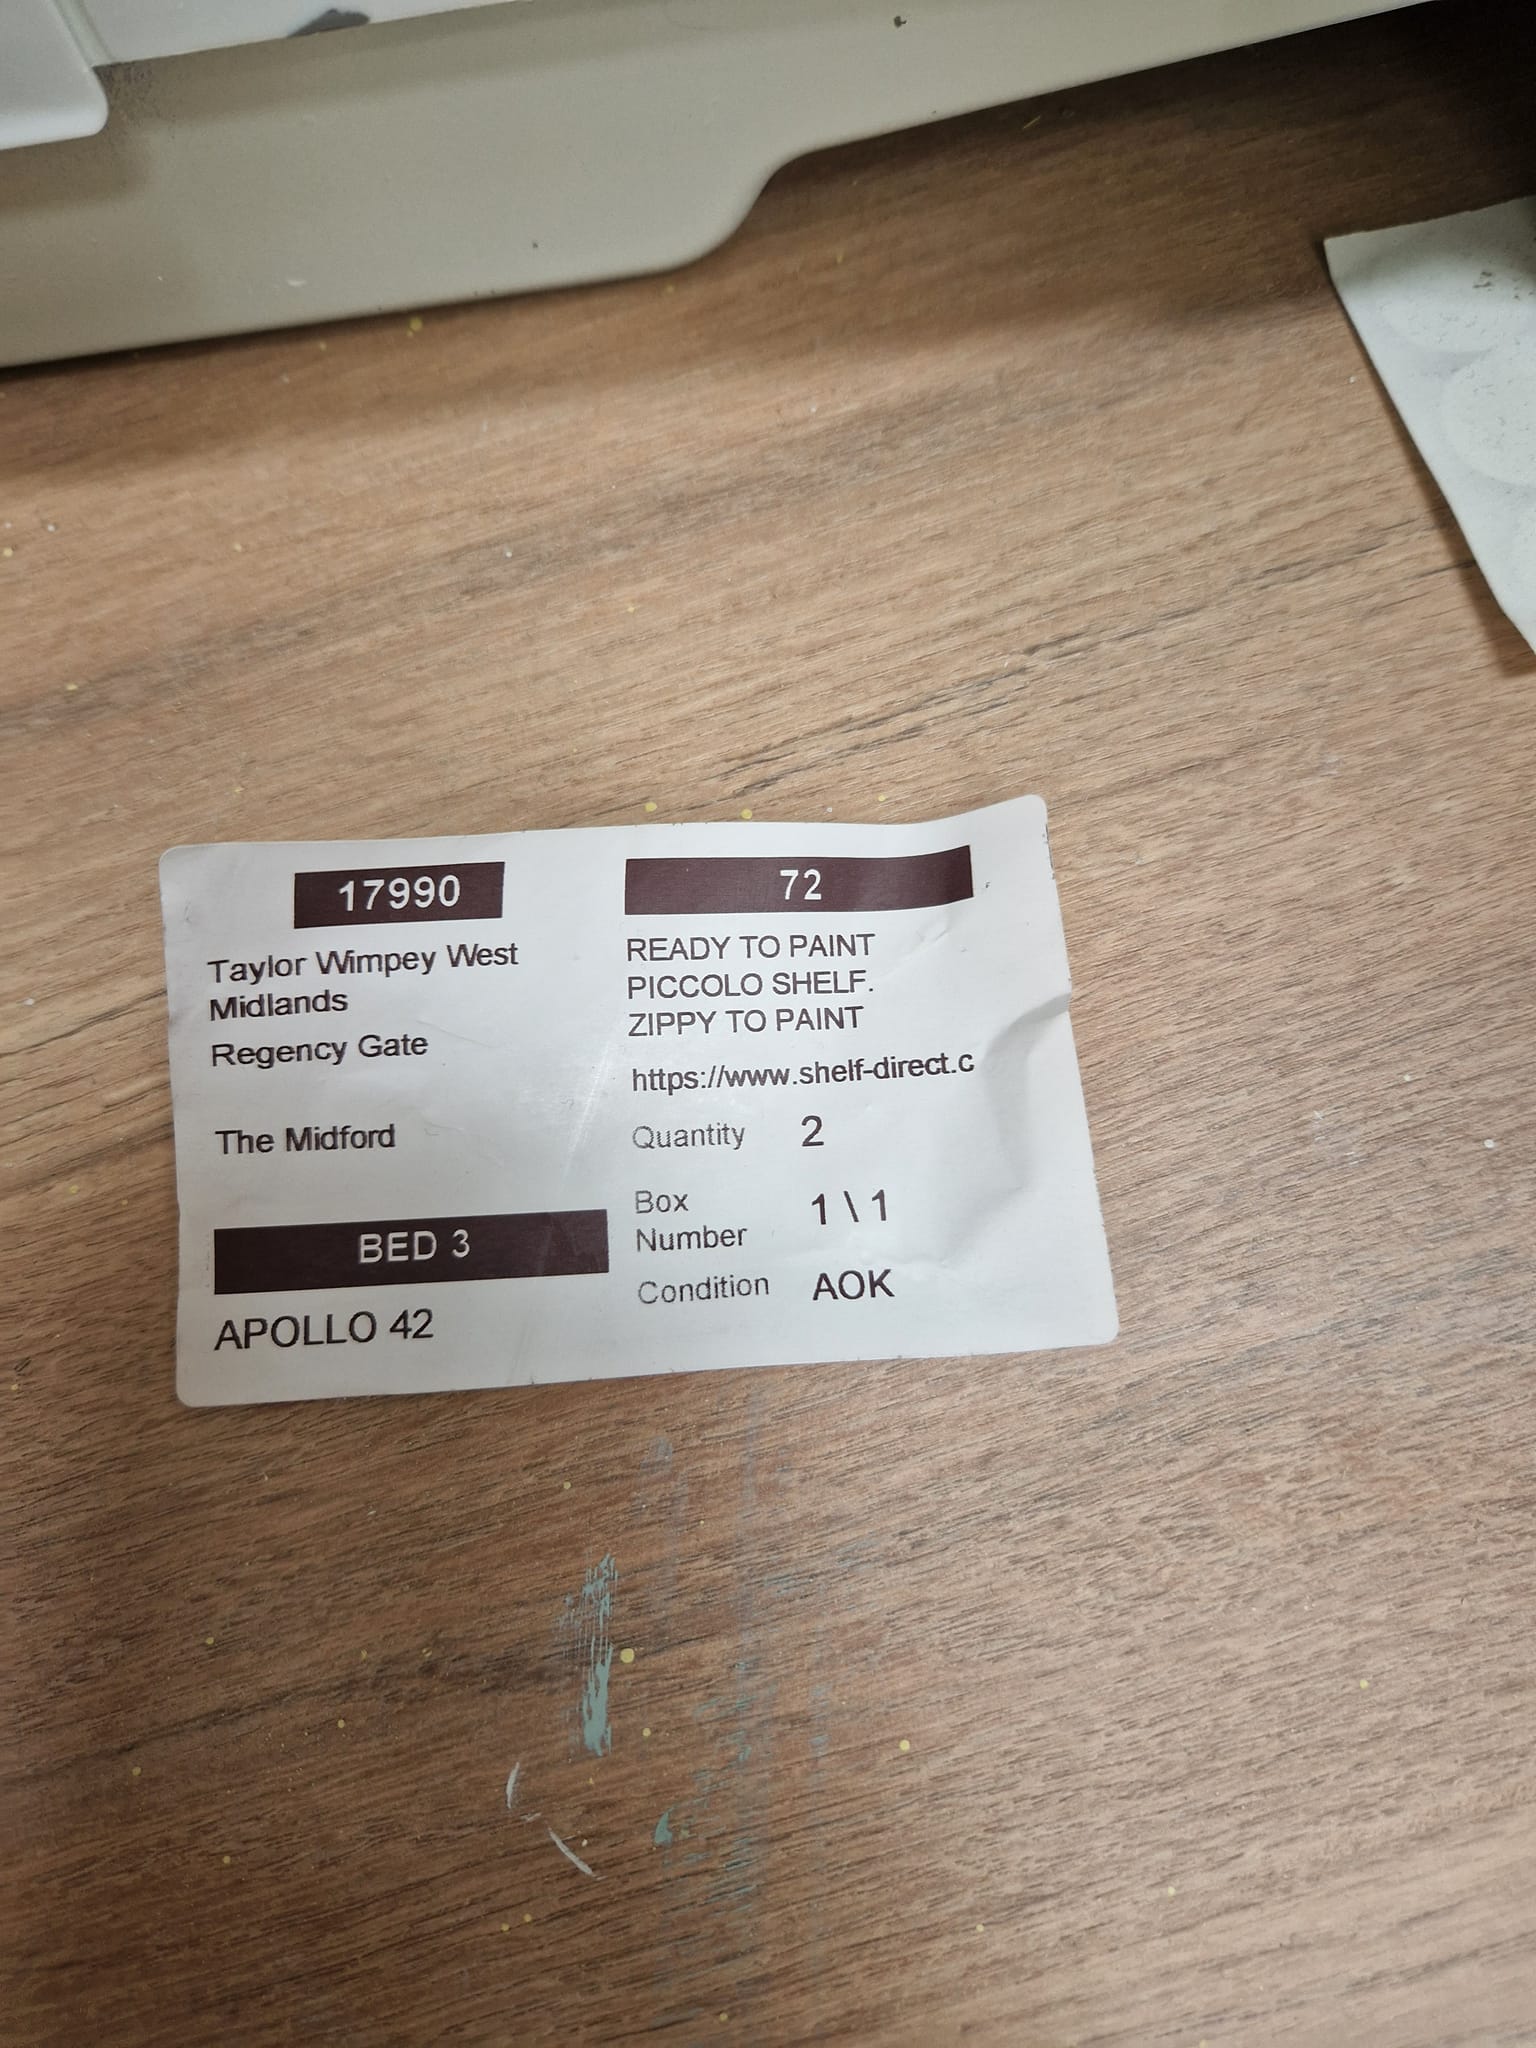 17990
Taylor Wimpey West
Midlands
Regency Gate
The Midford
BED 3
APOLLO 42
72
READY TO PAINT
PICCOLO SHELF.
ZIPPY TO PAINT
https://www.shelf-direct.c
Quantity 2
Box
Number 1 \ 1
Condition AOK